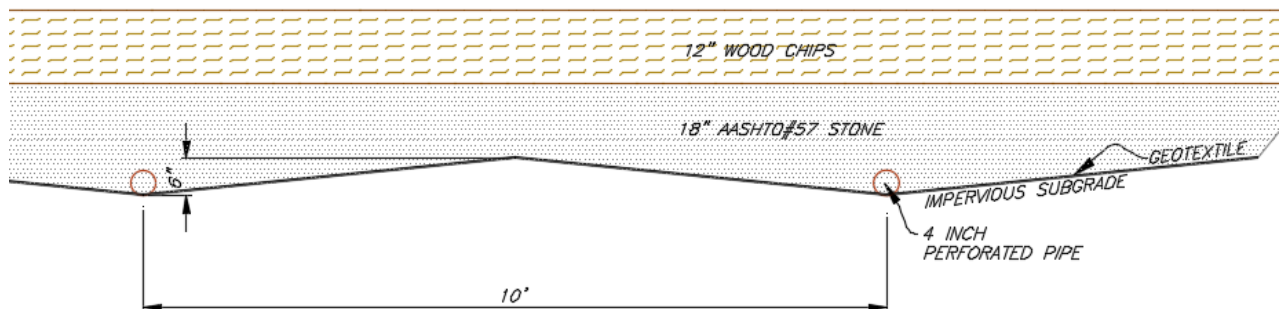 12" WOOD CHIPS
18" AASHTO#57 STONE
GEOTEXTILE
6"
IMPERVIOUS SUBGRADE
4 INCH
PERFORATED PIPE
10'